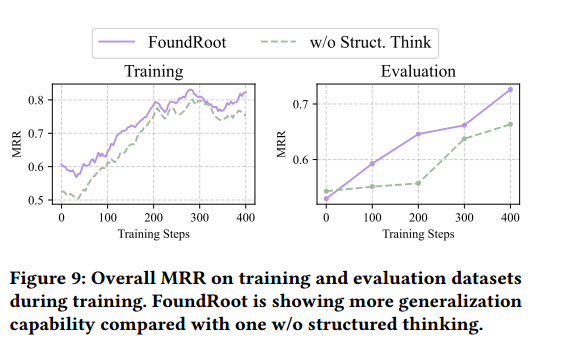 FoundRoot
w/o Struct. Think
Training
Evaluation
MRR
0.8
0.7
0.6
0.5
0
100
200
300
400
Training Steps
MRR
0.7
0.6
0
100
200
300
400
Training Steps
Figure 9: Overall MRR on training and evaluation datasets
during training. FoundRoot is showing more generalization
capability compared with one w/o structured thinking.